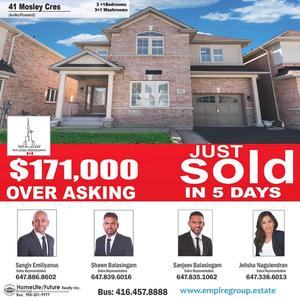 41 Mosley Cres
(Audley/Rossland)
3 +1Bedrooms
3+1 Washrooms
41
EMPIRE GROUP
REAL ESTATE PROFESSIONALS
$171,000
OVER ASKING
JUST
sold
IN 5 DAYS
Sangiv Emiliyanus
Sales Representative
647.886.8602
Shawn Balasingam
Sales Representative
647.839.6016
Sanjeev Balasingam
Sales Representative
647.835.1062
Jelisha Nagulendran
Sales Representative
647.338.6013
HomeLife/Future Realty Inc.
Bus: 905-201-9977
Bus: 416.457.8888
www.empiregroup.estate